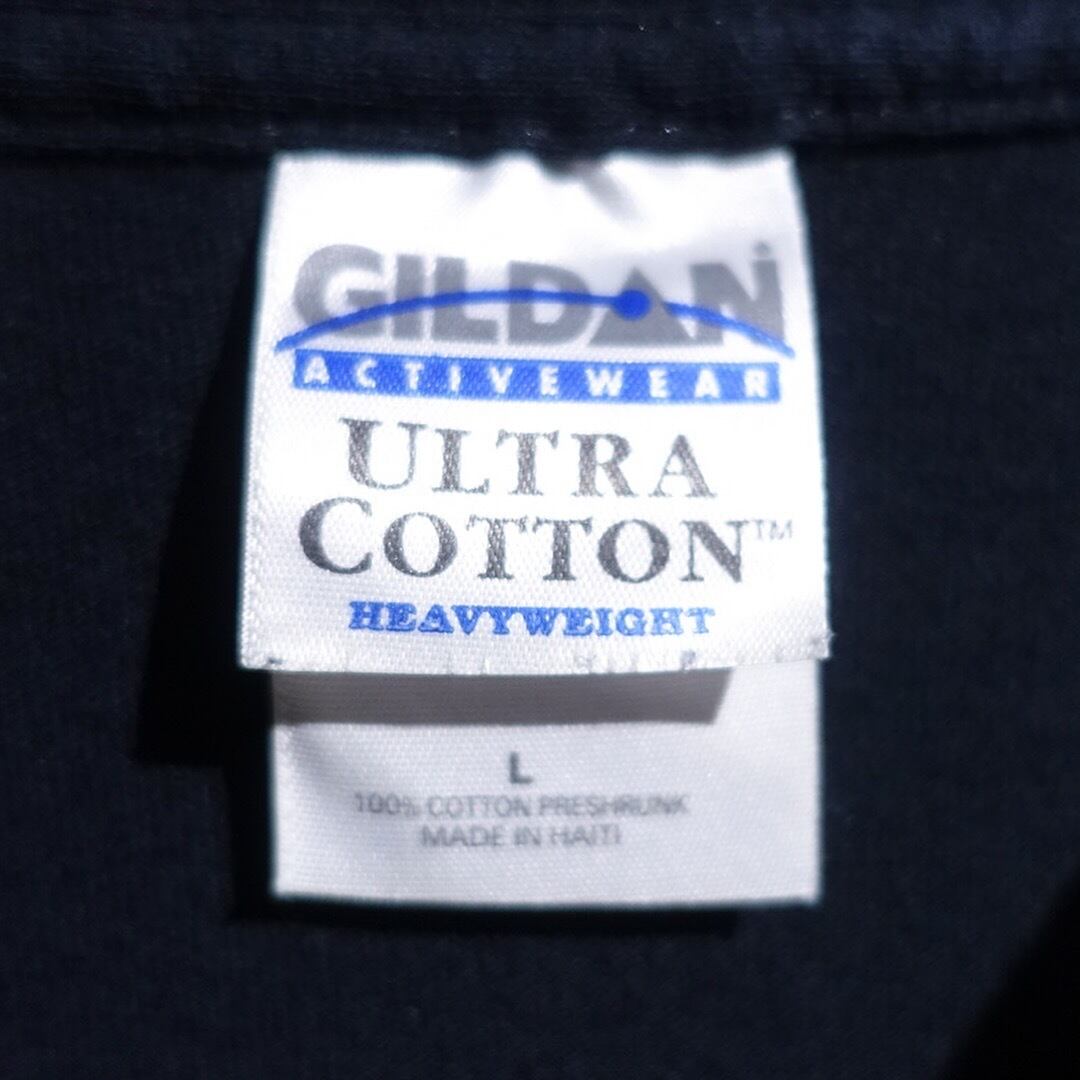 GILDAN
ACTIVEWEAR
ULTRA
COTTON™
HEAVYWEIGHT
L
100% COTTON PRESHRUNK
MADE IN HAITI